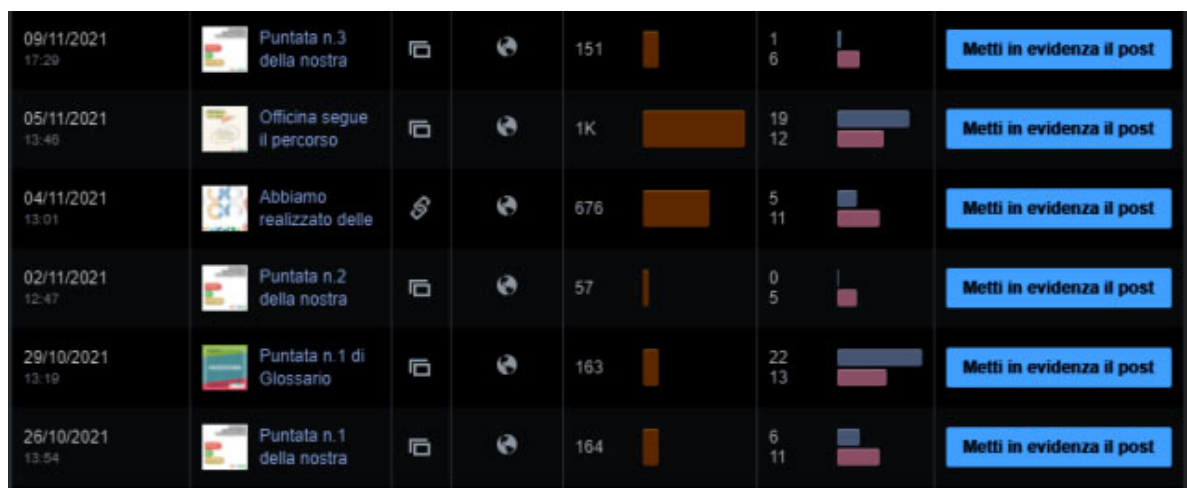 09/11/2021
17:29
Puntata n.3
della nostra
151
1
6
Metti in evidenza il post
05/11/2021
13:46
Officina segue
il percorso
1K
19
12
Metti in evidenza il post
04/11/2021
13:01
Abbiamo
realizzato delle
676
5
11
Metti in evidenza il post
02/11/2021
12:47
Puntata n.2
della nostra
57
0
5
Metti in evidenza il post
29/10/2021
13:19
Puntata n.1 di
Glossario
163
22
13
Metti in evidenza il post
26/10/2021
13:54
Puntata n.1
della nostra
164
6
11
Metti in evidenza il post